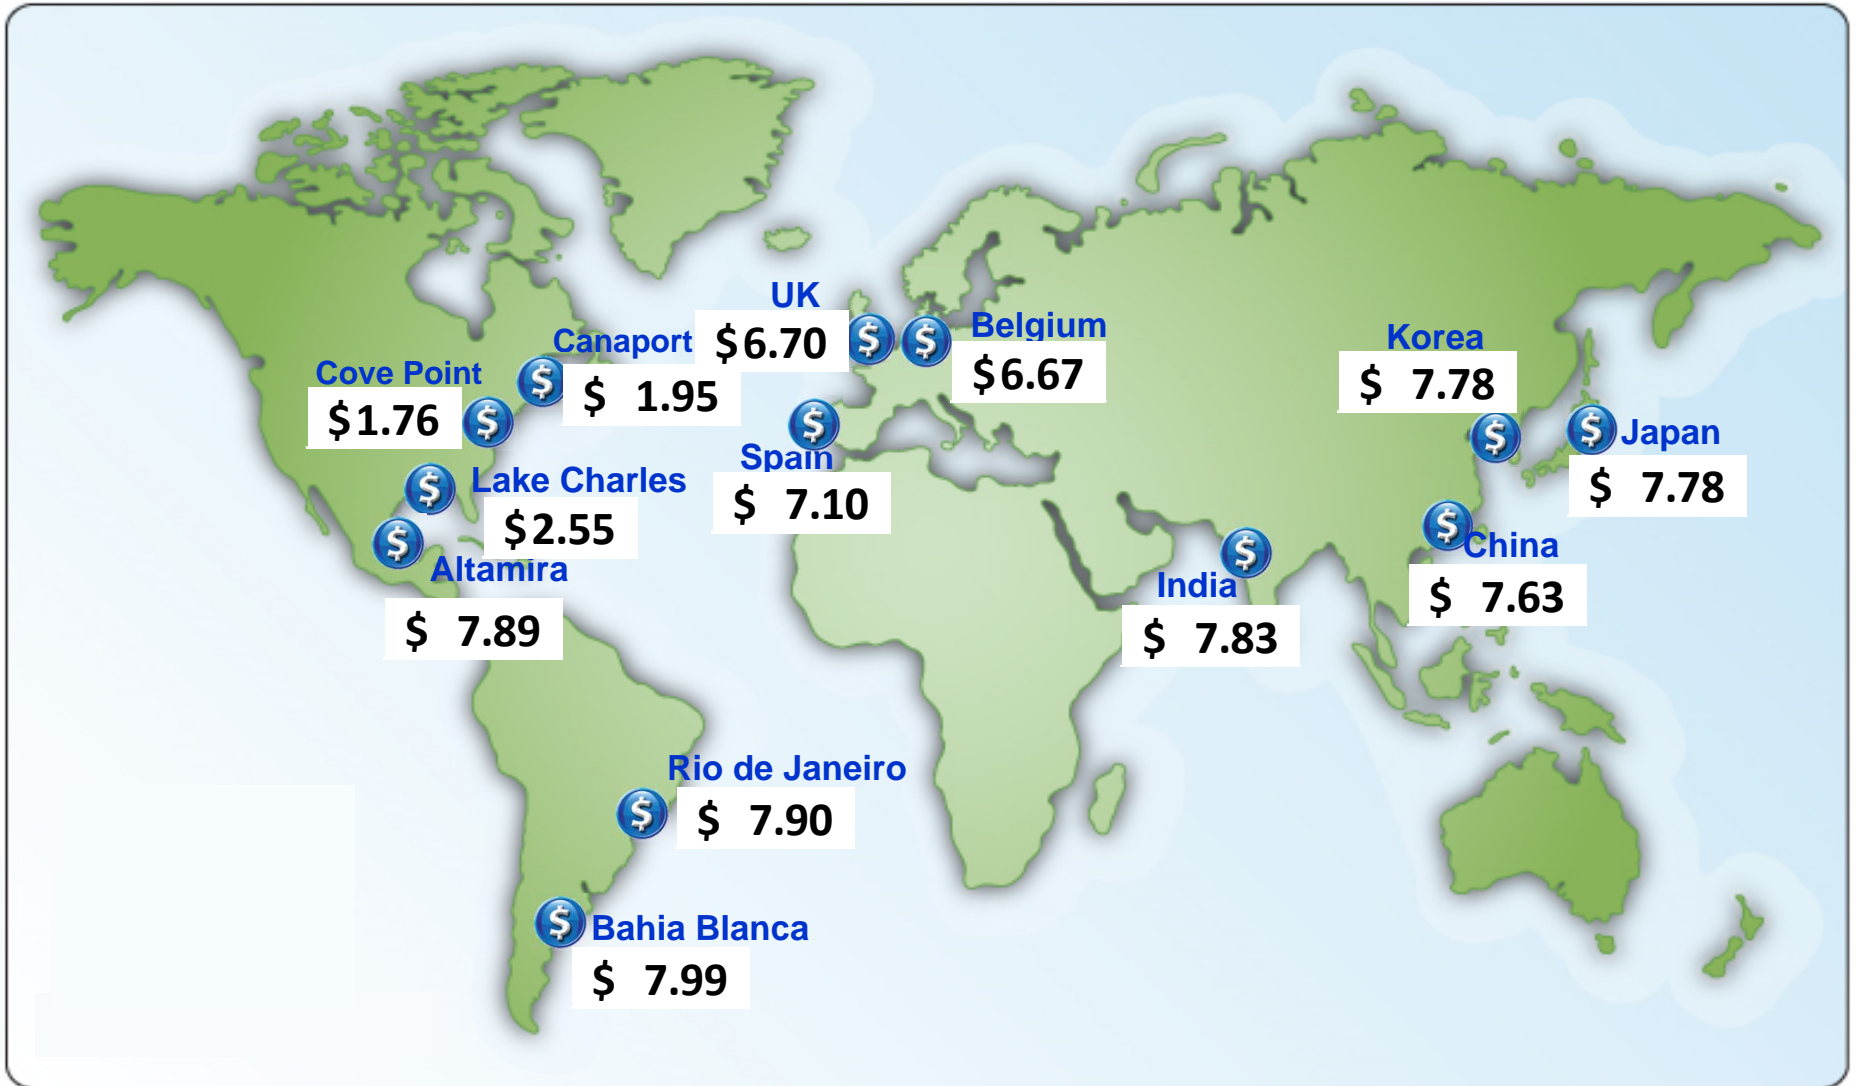 UK
$6.70
Belgium
$6.67
Canaport
$ 1.95
Korea
$ 7.78
Cove Point
$1.76
Japan
$ 7.78
Spain
$ 7.10
Lake Charles
$2.55
China
$ 7.63
Altamira
$ 7.89
India
$ 7.83
Rio de Janeiro
$ 7.90
Bahia Blanca
$ 7.99